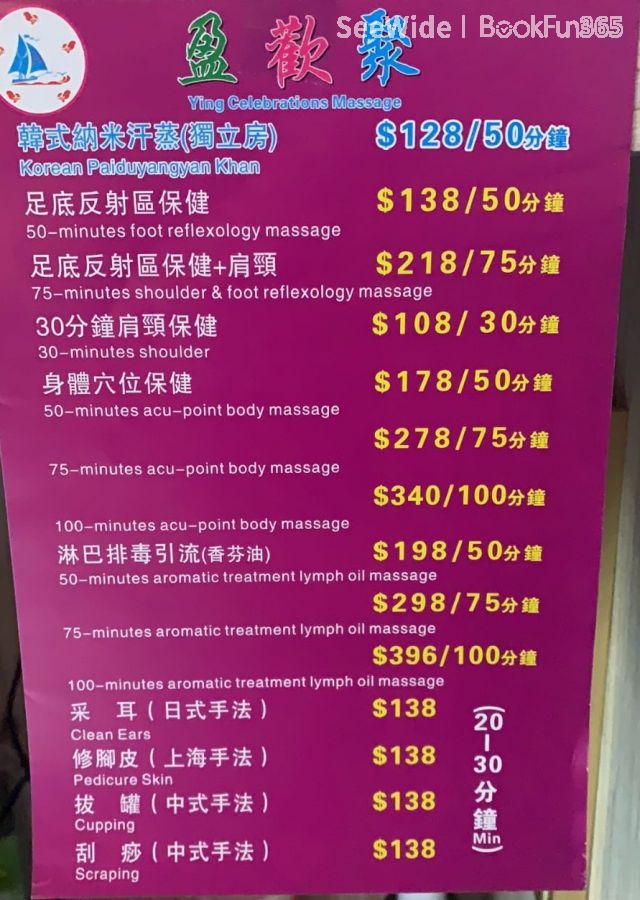 SeeWide | BookFun365
盈歡聚
Ying Celebrations Massage
韓式納米汗蒸(獨立房) $128/50分鐘
Korean Paiduyangyan Khan
足底反射區保健 $138/50分鐘
50-minutes foot reflexology massage
足底反射區保健+肩頸 $218/75分鐘
75-minutes shoulder & foot reflexology massage
30分鐘肩頸保健 $108/ 30分鐘
30-minutes shoulder
身體穴位保健 $178/50分鐘
50-minutes acu-point body massage
$278/75分鐘
75-minutes acu-point body massage
$340/100分鐘
100-minutes acu-point body massage
淋巴排毒引流(香芬油) $198/50分鐘
50-minutes aromatic treatment lymph oil massage
$298/75分鐘
75-minutes aromatic treatment lymph oil massage
$396/100分鐘
100-minutes aromatic treatment lymph oil massage
采 耳 ( 日式手法 ) $138
Clean Ears
修腳皮 ( 上海手法 ) $138
Pedicure Skin
拔 罐 ( 中式手法 ) $138
Cupping
刮 痧 ( 中式手法 ) $138
Scraping
(20-30分鐘Min)